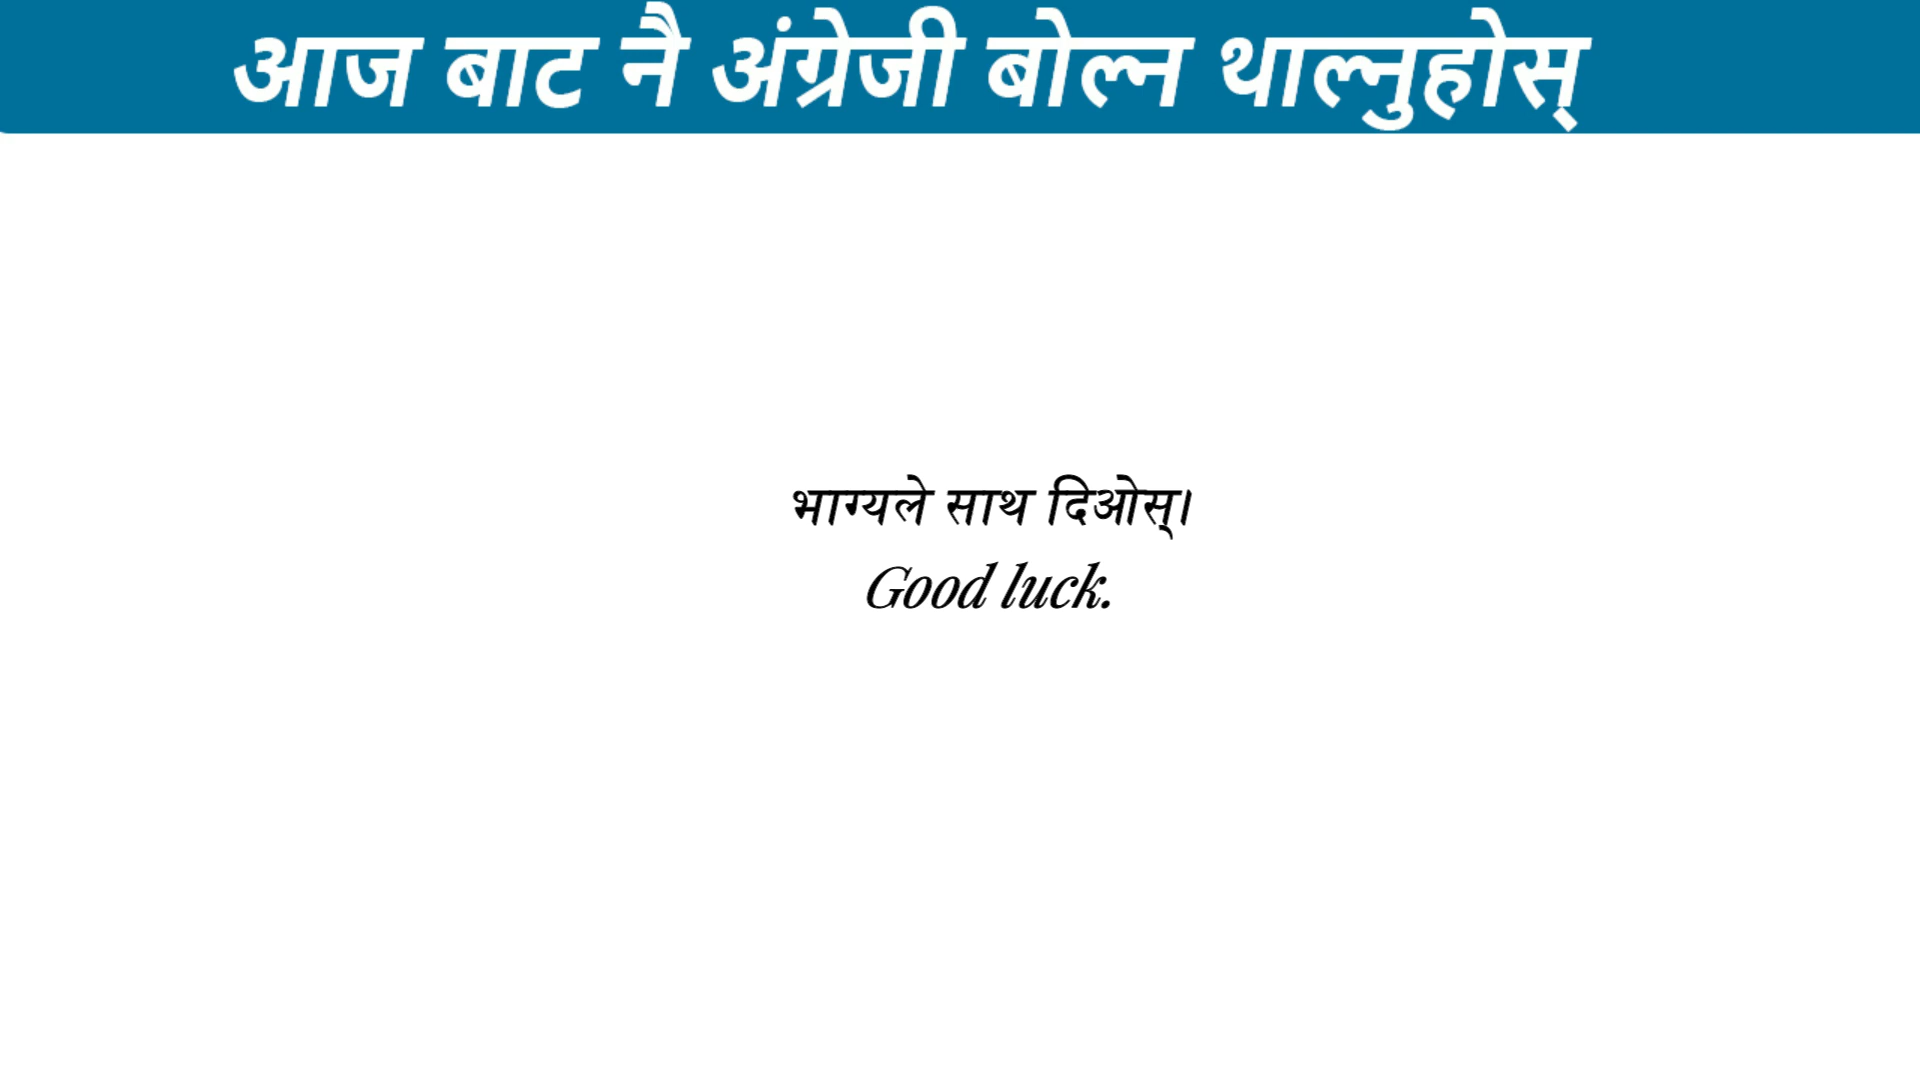 आज बाट नै अंग्रेजी बोल्न थाल्नुहोस्
भाग्यले साथ दिओस्।
Good luck.